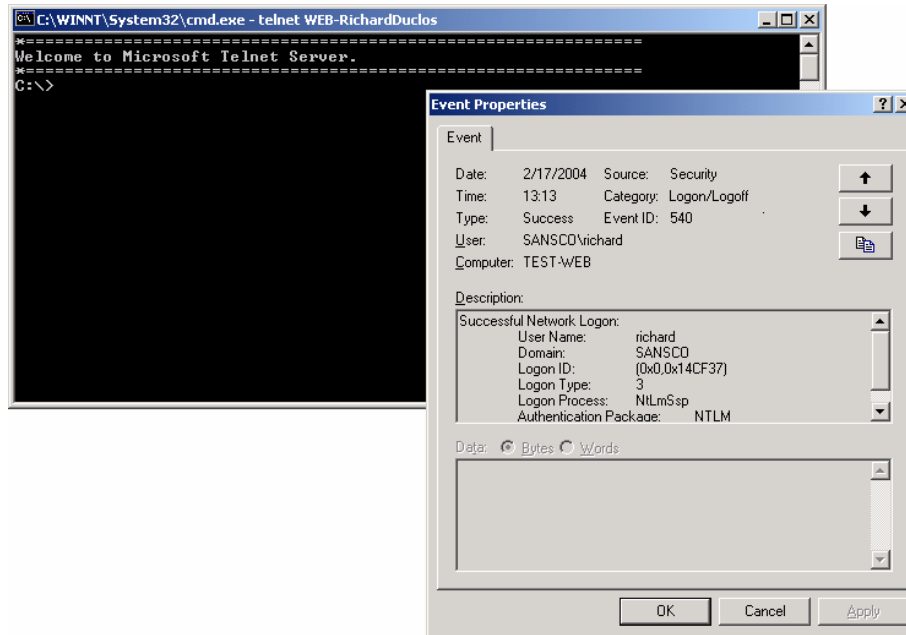 C:\WINNT\System32\cmd.exe - telnet WEB-RichardDuclos
*===============================================================
Welcome to Microsoft Telnet Server.
*===============================================================
C:\>
Event Properties
Event
Date: 2/17/2004 Source: Security
Time: 13:13 Category: Logon/Logoff
Type: Success Event ID: 540
User: SANSCO\richard
Computer: TEST-WEB
Description:
Successful Network Logon:
User Name: richard
Domain: SANSCO
Logon ID: (0x0,0x14CF37)
Logon Type: 3
Logon Process: NtLmSsp
Authentication Package: NTLM
Data: Bytes Words
OK Cancel Apply